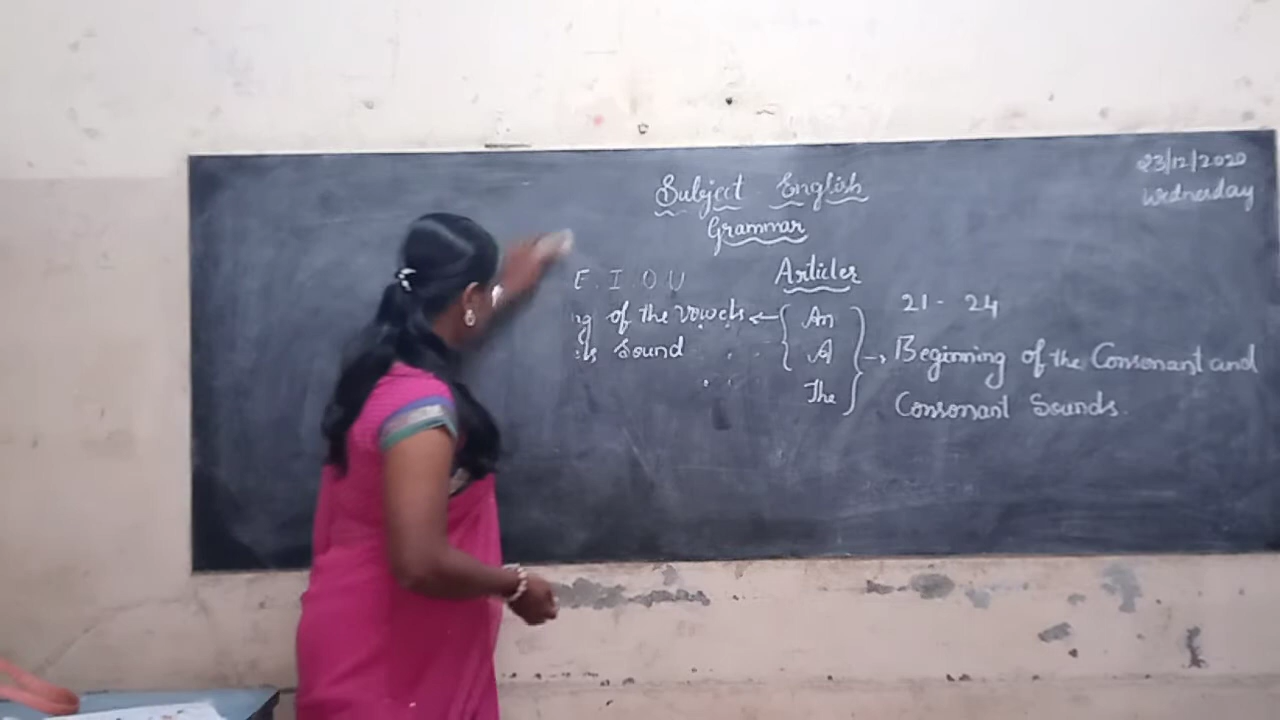 23/12/2020
Wednesday
Subject English
Grammar
E. I. O U
Articles
21 - 24
of the vowels ← { An
Sound
A } → Beginning of the Consonant and
The
Consonant Sounds.